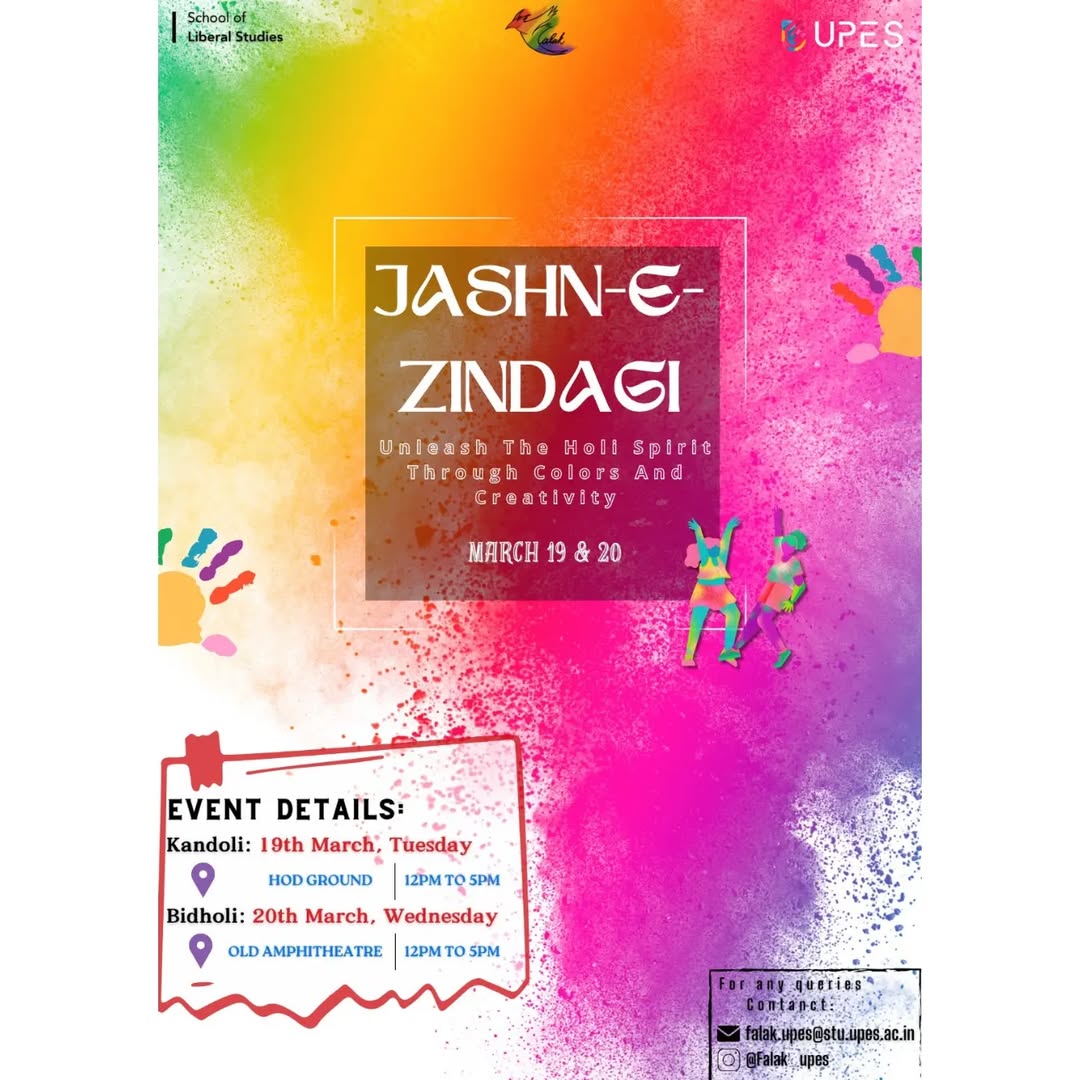 School of
Liberal Studies
Falak
UPES
JASHN-E-
ZINDAGI
Unleash The Holi Spirit
Through Colors And
Creativity
MARCH 19 & 20
EVENT DETAILS:
Kandoli: 19th March, Tuesday
HOD GROUND | 12PM TO 5PM
Bidholi: 20th March, Wednesday
OLD AMPHITHEATRE | 12PM TO 5PM
For any queries
Contanct:
falak.upes@stu.upes.ac.in
@Falak_upes